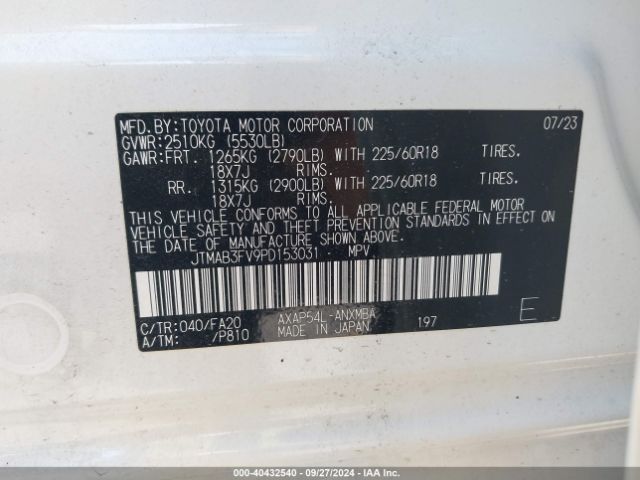 MFD.BY:TOYOTA MOTOR CORPORATION 07/23
GVWR:2510KG (5530LB)
GAWR:FRT. 1265KG (2790LB) WITH 225/60R18 TIRES.
18X7J RIMS.
RR. 1315KG (2900LB) WITH 225/60R18 TIRES.
18X7J RIMS.
THIS VEHICLE CONFORMS TO ALL APPLICABLE FEDERAL MOTOR
VEHICLE SAFETY AND THEFT PREVENTION STANDARDS IN EFFECT ON
THE DATE OF MANUFACTURE SHOWN ABOVE.
JTMAB3FV9PD153031 MPV
C/TR:040/FA20 AXAP54L-ANXMBA 197
A/TM: /P810 MADE IN JAPAN E
000-40432540 - 09/27/2024 - IAA Inc.